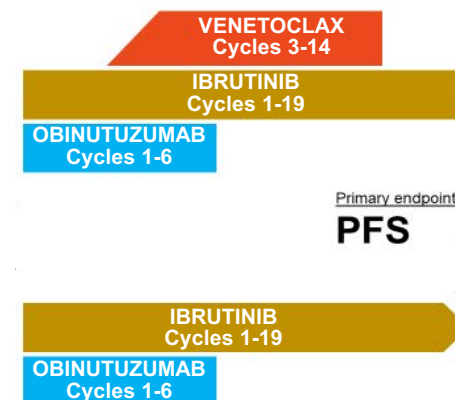 VENETOCLAX
Cycles 3-14
IBRUTINIB
Cycles 1-19
OBINUTUZUMAB
Cycles 1-6
Primary endpoint
PFS
IBRUTINIB
Cycles 1-19
OBINUTUZUMAB
Cycles 1-6